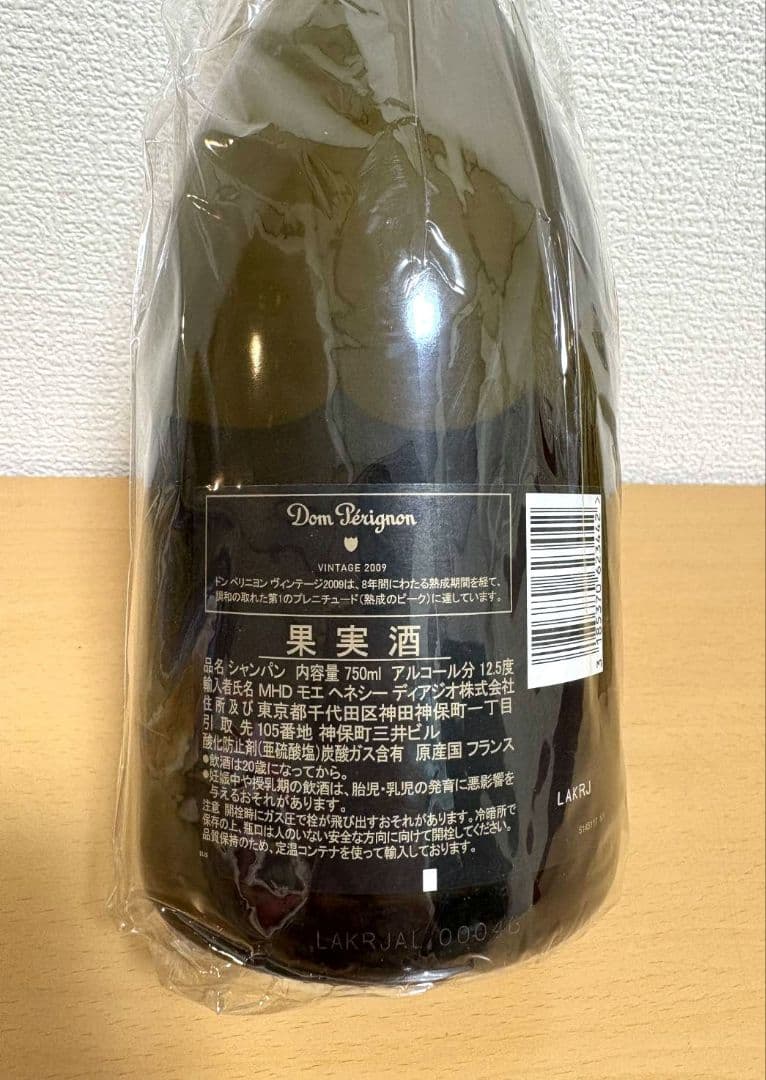 Dom Pérignon
VINTAGE 2009
ドン ペリニヨン ヴィンテージ2009は、8年間にわたる熟成期間を経て、
調和の取れた第1のプレニチュード(熟成のピーク)に達しています。
果実酒
品名 シャンパン 内容量 750ml アルコール分 12.5度
輸入者氏名 MHD モエ ヘネシー ディアジオ株式会社
住所及び 東京都千代田区神田神保町一丁目
引取先 105番地 神保町三井ビル
酸化防止剤(亜硫酸塩)炭酸ガス含有 原産国 フランス
●飲酒は20歳になってから。
●妊娠中や授乳期の飲酒は、胎児・乳児の発育に悪影響を
与えるおそれがあります。
注意 開栓時にガス圧で栓が飛び出すおそれがあります。冷暗所で
保存の上、瓶口は人のいない安全な方向に向けて開栓してください。
品質保持のため、定温コンテナを使って輸入しております。
3 185370 673442
LAKRJ
LAKRJAL 00046